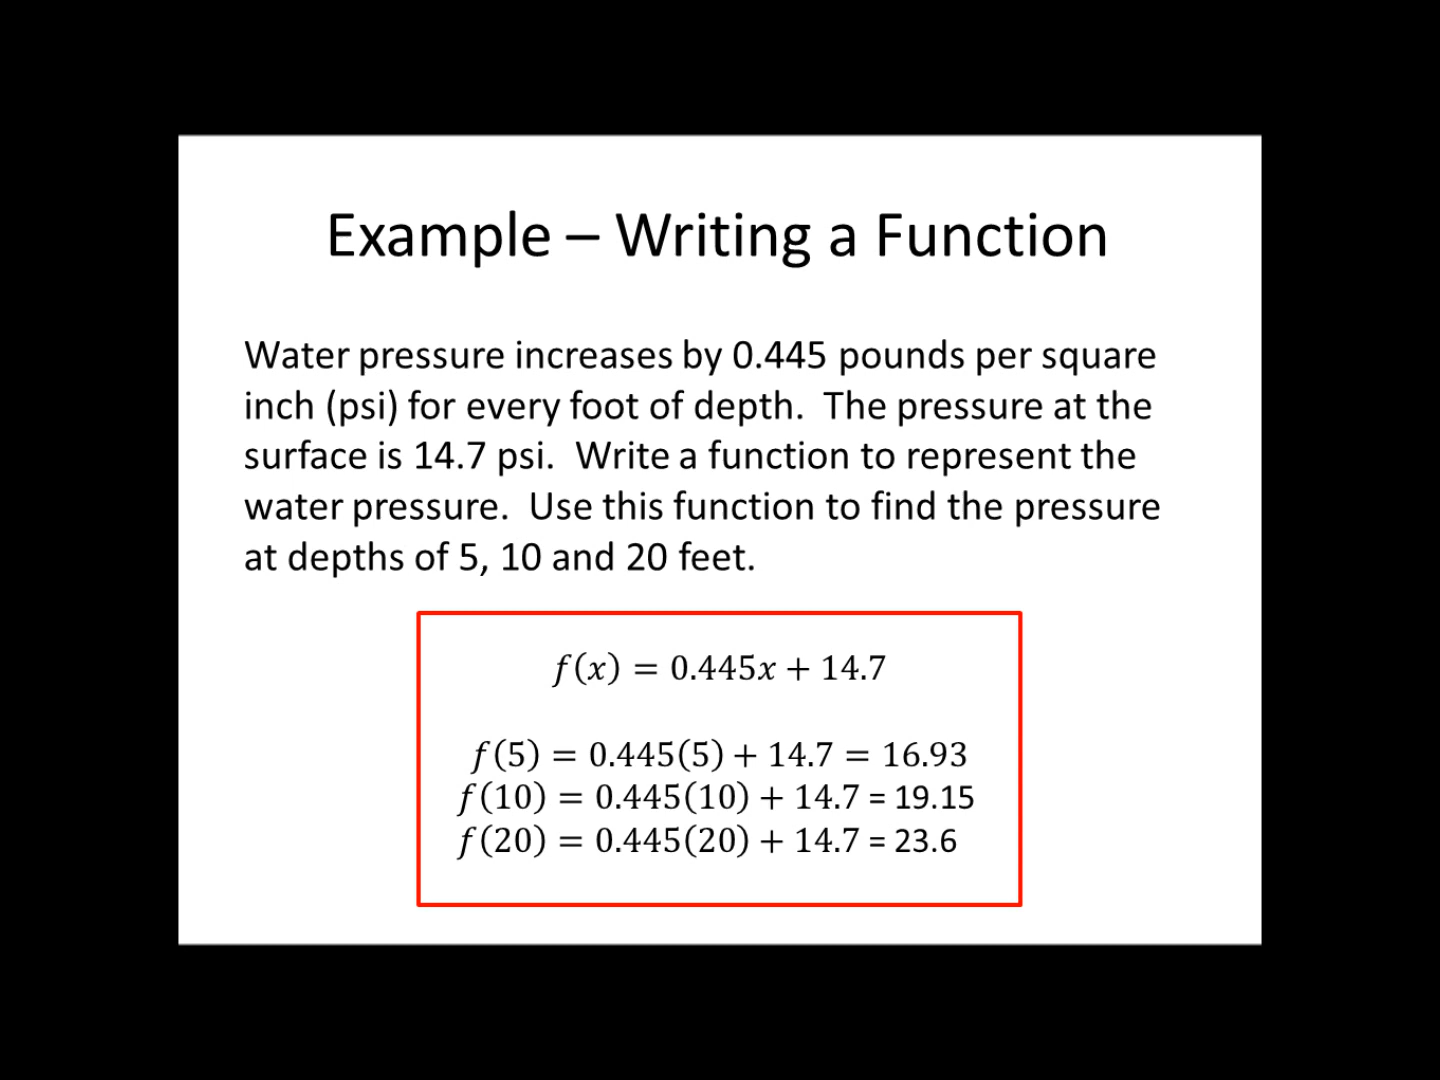 Example – Writing a Function
Water pressure increases by 0.445 pounds per square
inch (psi) for every foot of depth.  The pressure at the
surface is 14.7 psi.  Write a function to represent the
water pressure.  Use this function to find the pressure
at depths of 5, 10 and 20 feet.
f(x) = 0.445x + 14.7
f(5) = 0.445(5) + 14.7 = 16.93
f(10) = 0.445(10) + 14.7 = 19.15
f(20) = 0.445(20) + 14.7 = 23.6